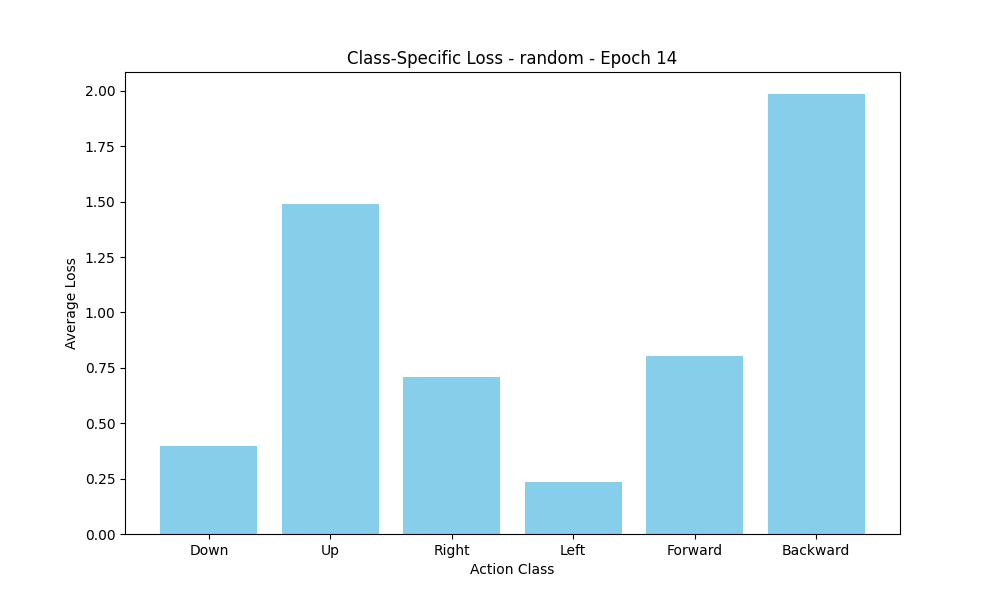 Class-Specific Loss - random - Epoch 14
Average Loss
2.00
1.75
1.50
1.25
1.00
0.75
0.50
0.25
0.00
Down Up Right Left Forward Backward
Action Class